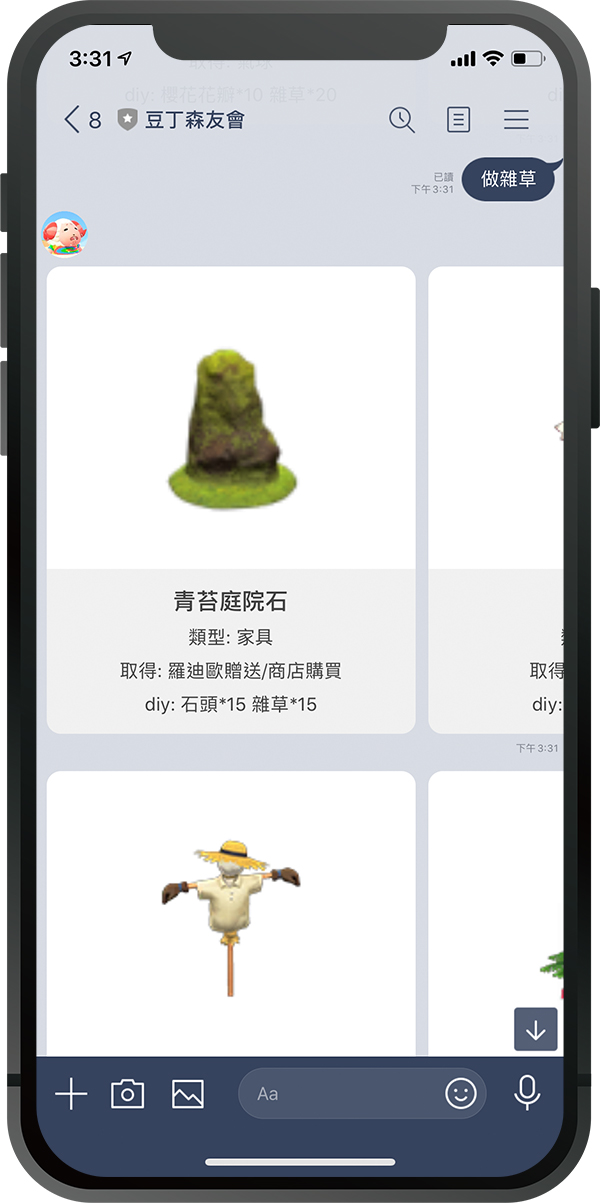 3:31
取得: 氣球
diy: 櫻花花瓣*10 雜草*20
8 豆丁森友會
已讀
下午 3:31
做雜草
青苔庭院石
類型: 家具
取得: 羅迪歐贈送/商店購買
diy: 石頭*15 雜草*15
取得
diy:
下午 3:31
Aa